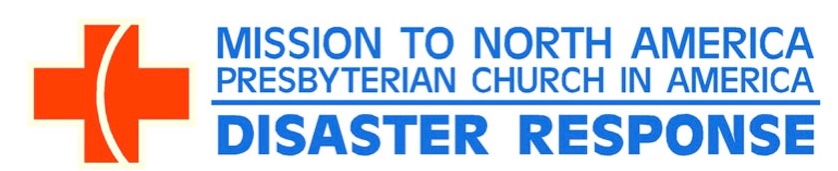 MISSION TO NORTH AMERICA
PRESBYTERIAN CHURCH IN AMERICA
DISASTER RESPONSE